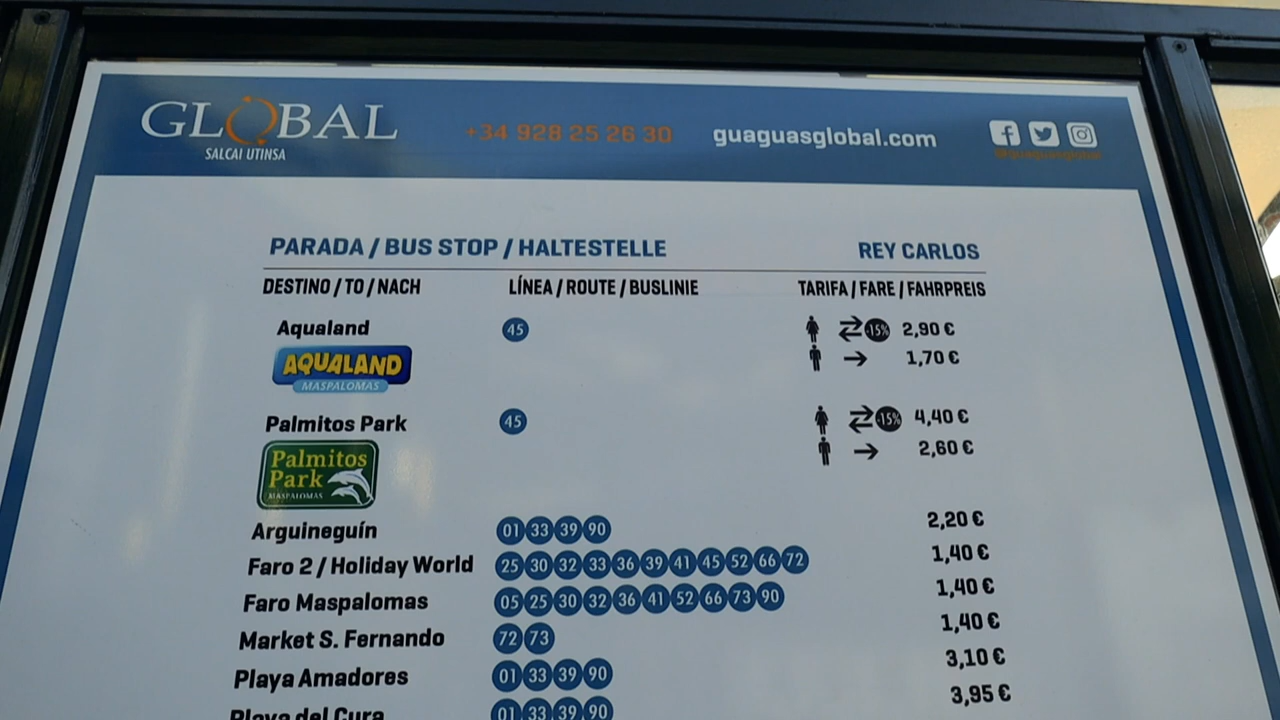 GLOBAL +34 928 25 26 30 guaguasglobal.com
SALCAI UTINSA @guaguasglobal
PARADA / BUS STOP / HALTESTELLE REY CARLOS
DESTINO / TO / NACH LÍNEA / ROUTE / BUSLINIE TARIFA / FARE / FAHRPREIS
Aqualand 45 -15% 2,90 €
1,70 €
AQUALAND
MASPALOMAS
Palmitos Park 45 -15% 4,40 €
2,60 €
Palmitos
Park
MASPALOMAS
Arguineguín 01 33 39 90 2,20 €
Faro 2 / Holiday World 25 30 32 33 36 39 41 45 52 66 72 1,40 €
Faro Maspalomas 05 25 30 32 36 41 52 66 73 90 1,40 €
Market S. Fernando 72 73 1,40 €
Playa Amadores 01 33 39 90 3,10 €
Playa del Cura 01 33 39 90 3,95 €